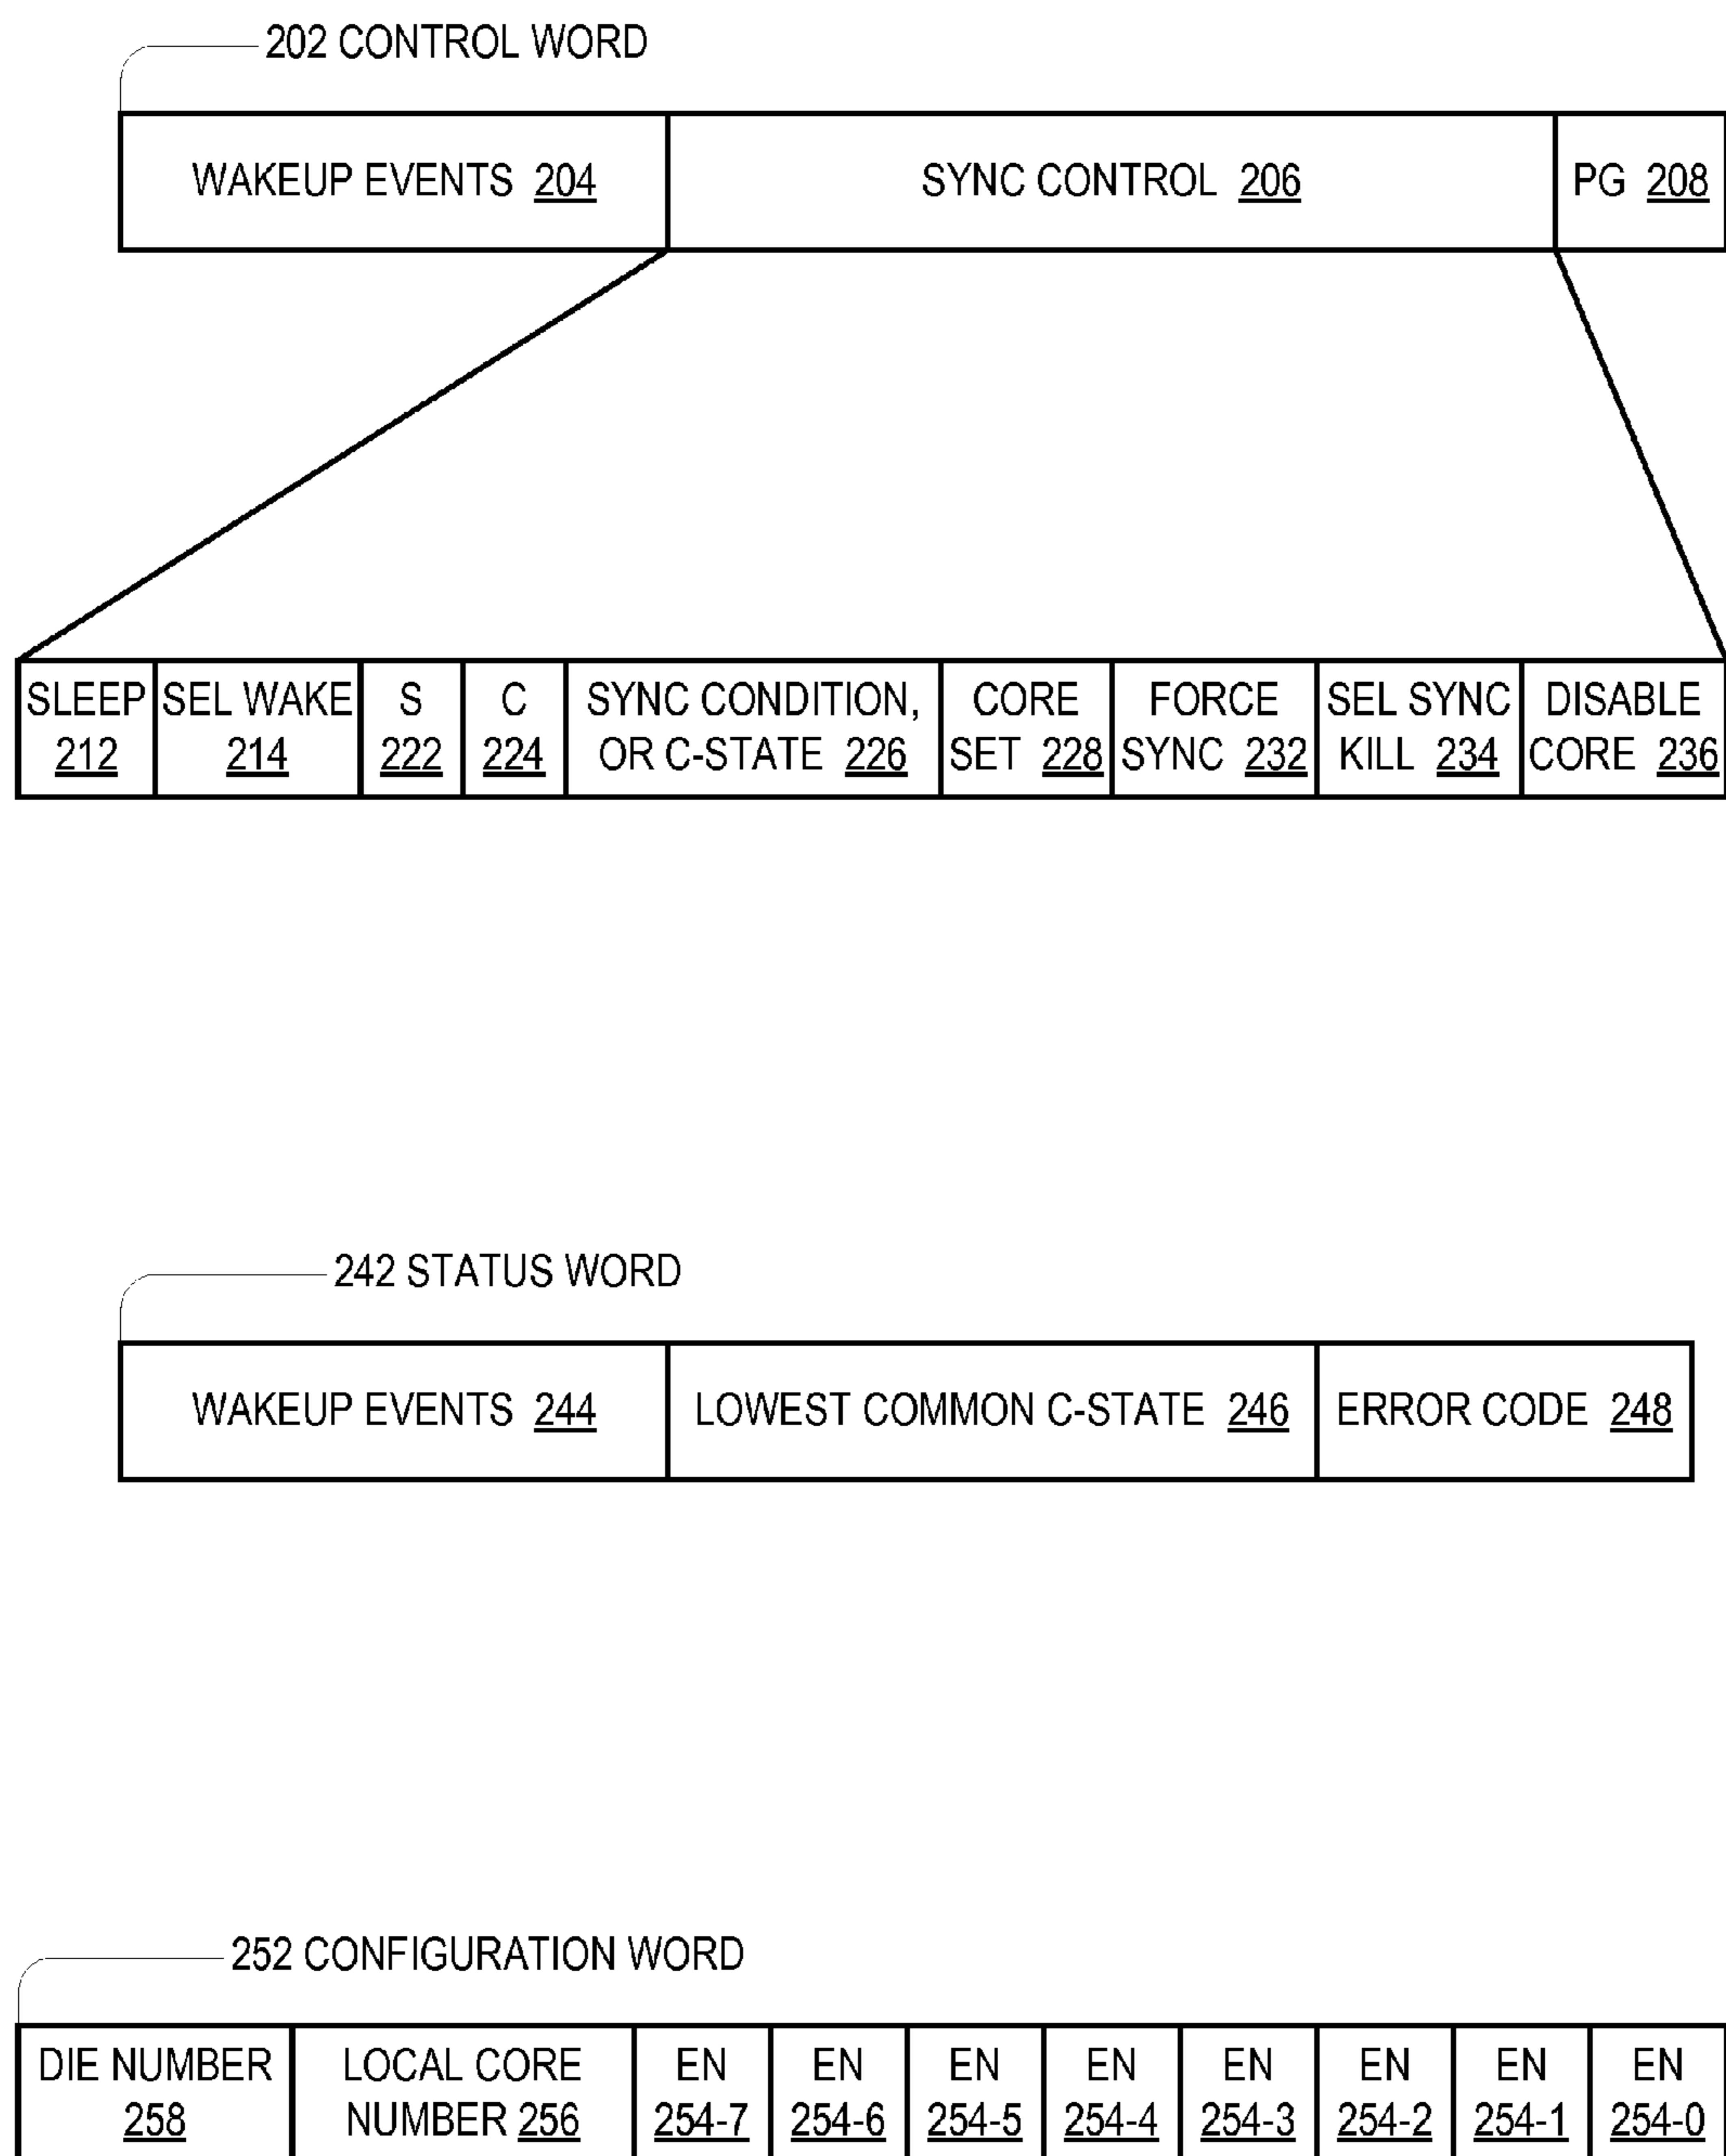 202 CONTROL WORD
WAKEUP EVENTS 204 SYNC CONTROL 206 PG 208
SLEEP SEL WAKE S C SYNC CONDITION, CORE FORCE SEL SYNC DISABLE
212 214 222 224 OR C-STATE 226 SET 228 SYNC 232 KILL 234 CORE 236
242 STATUS WORD
WAKEUP EVENTS 244 LOWEST COMMON C-STATE 246 ERROR CODE 248
252 CONFIGURATION WORD
DIE NUMBER LOCAL CORE EN EN EN EN EN EN EN EN
258 NUMBER 256 254-7 254-6 254-5 254-4 254-3 254-2 254-1 254-0